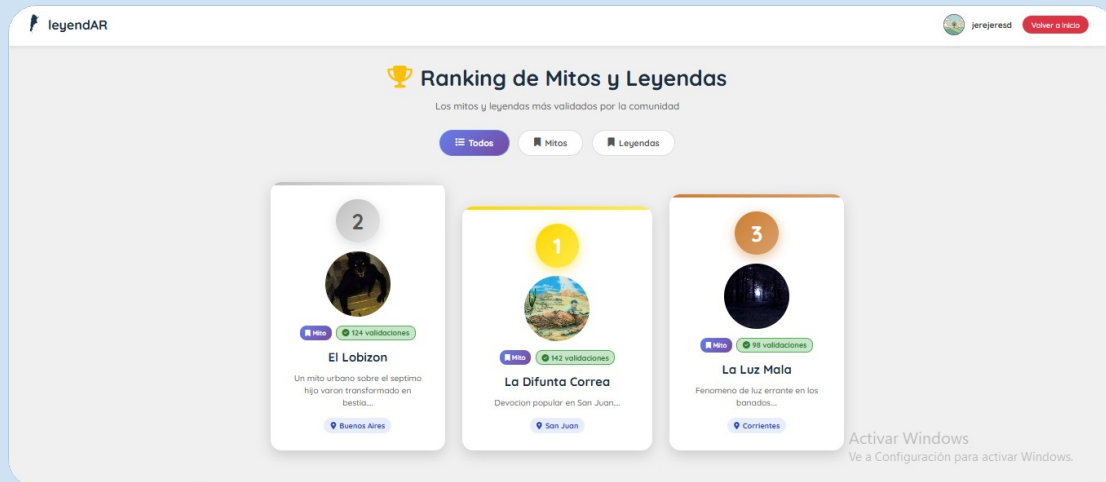 leyendAR
jerejeresd
Volver a inicio
Ranking de Mitos y Leyendas
Los mitos y leyendas más validados por la comunidad
Todos
Mitos
Leyendas
2
Mito
124 validaciones
El Lobizon
Un mito urbano sobre el septimo
hijo varon transformado en
bestia....
Buenos Aires
1
Mito
142 validaciones
La Difunta Correa
Devocion popular en San Juan....
San Juan
3
Mito
98 validaciones
La Luz Mala
Fenomeno de luz errante en los
banados....
Corrientes
Activar Windows
Ve a Configuración para activar Windows.